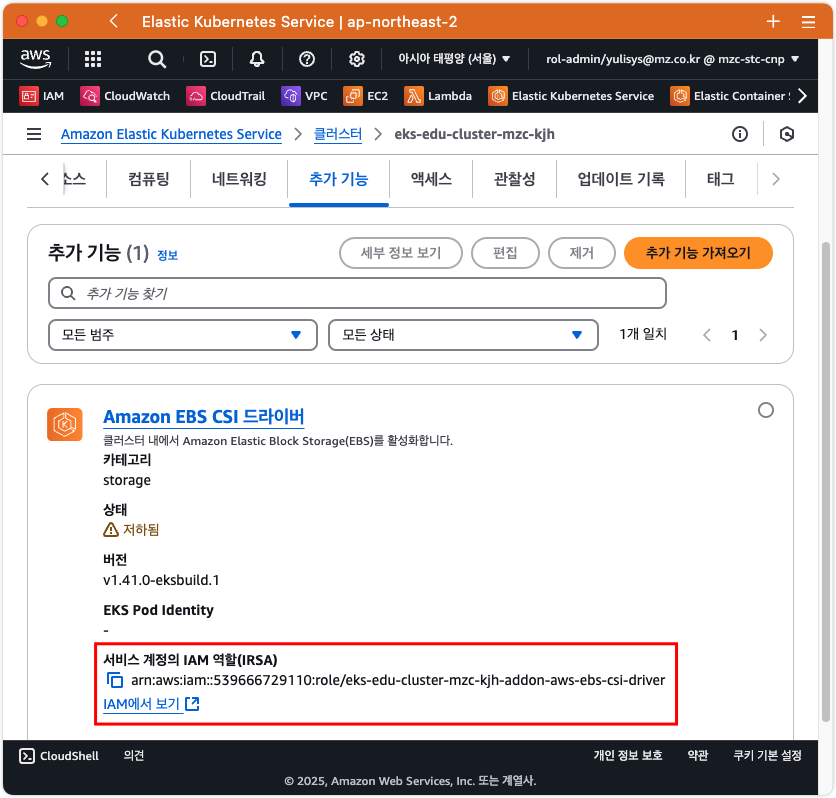 Elastic Kubernetes Service | ap-northeast-2
aws
아시아 태평양 (서울)
rol-admin/yulisys@mz.co.kr @ mzc-stc-cnp
IAM
CloudWatch
CloudTrail
VPC
EC2
Lambda
Elastic Kubernetes Service
Elastic Container
Amazon Elastic Kubernetes Service
클러스터
eks-edu-cluster-mzc-kjh
컴퓨팅
네트워킹
추가 기능
액세스
관찰성
업데이트 기록
태그
추가 기능 (1) 정보
세부 정보 보기
편집
제거
추가 기능 가져오기
추가 기능 찾기
모든 범주
모든 상태
1개 일치
1
Amazon EBS CSI 드라이버
클러스터 내에서 Amazon Elastic Block Storage(EBS)를 활성화합니다.
카테고리
storage
상태
저하됨
버전
v1.41.0-eksbuild.1
EKS Pod Identity
-
서비스 계정의 IAM 역할(IRSA)
arn:aws:iam::539666729110:role/eks-edu-cluster-mzc-kjh-addon-aws-ebs-csi-driver
IAM에서 보기
CloudShell
의견
개인 정보 보호
약관
쿠키 기본 설정
© 2025, Amazon Web Services, Inc. 또는 계열사.